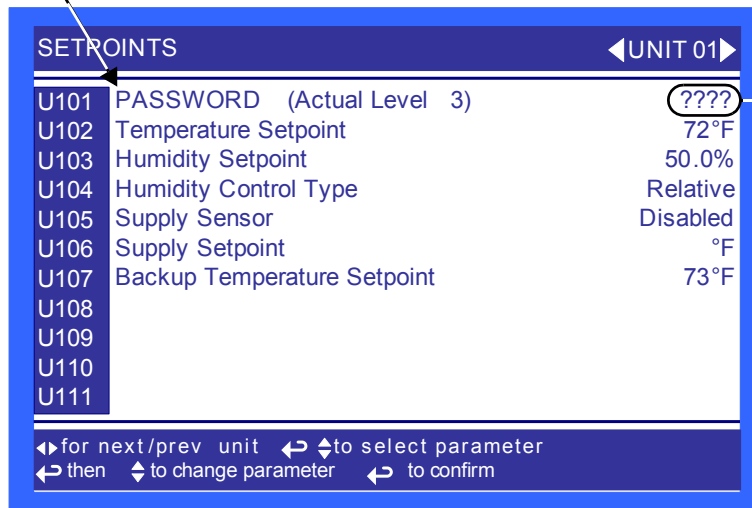 SETPOINTS ◀UNIT 01▶
U101 PASSWORD (Actual Level 3) ????
U102 Temperature Setpoint 72°F
U103 Humidity Setpoint 50.0%
U104 Humidity Control Type Relative
U105 Supply Sensor Disabled
U106 Supply Setpoint °F
U107 Backup Temperature Setpoint 73°F
U108
U109
U110
U111
for next/prev unit to select parameter
then to change parameter to confirm